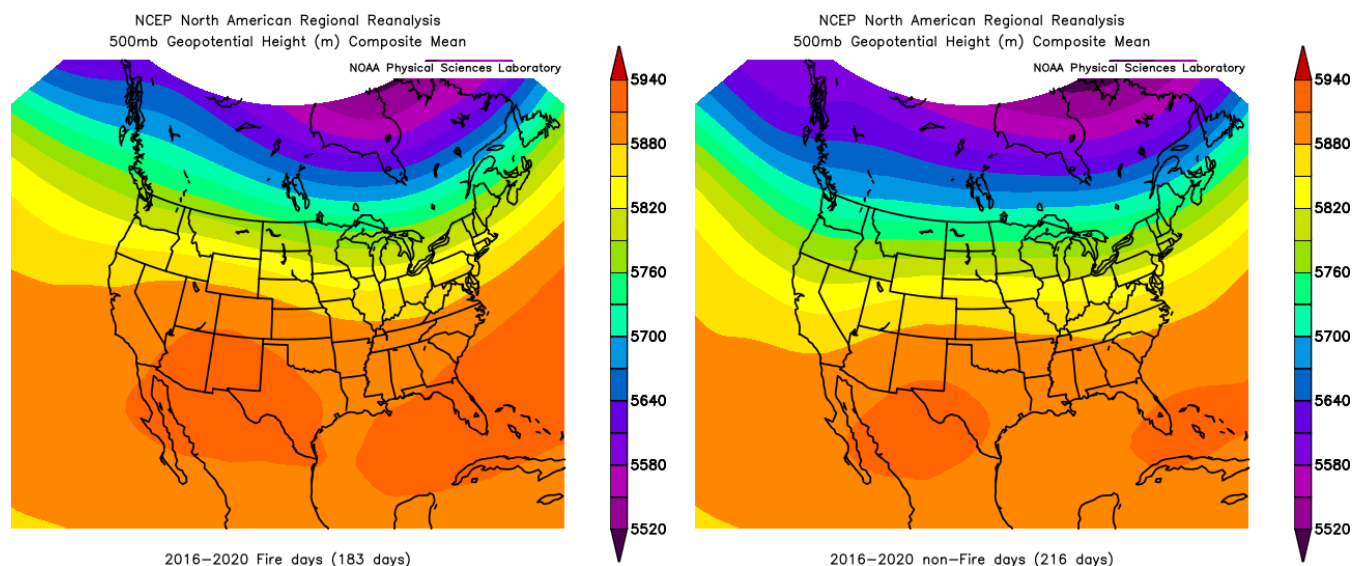 NCEP North American Regional Reanalysis
500mb Geopotential Height (m) Composite Mean
NOAA Physical Sciences Laboratory
5940
5880
5820
5760
5700
5640
5580
5520
2016-2020 Fire days (183 days)
NCEP North American Regional Reanalysis
500mb Geopotential Height (m) Composite Mean
NOAA Physical Sciences Laboratory
5940
5880
5820
5760
5700
5640
5580
5520
2016-2020 non-Fire days (216 days)